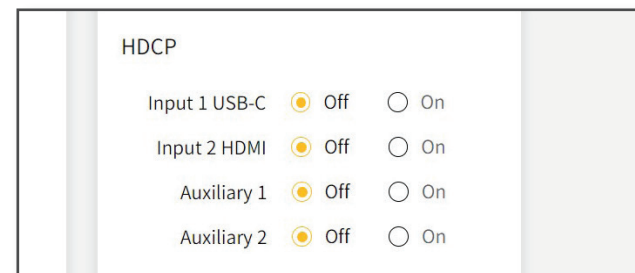 HDCP
Input 1 USB-C Off On
Input 2 HDMI Off On
Auxiliary 1 Off On
Auxiliary 2 Off On